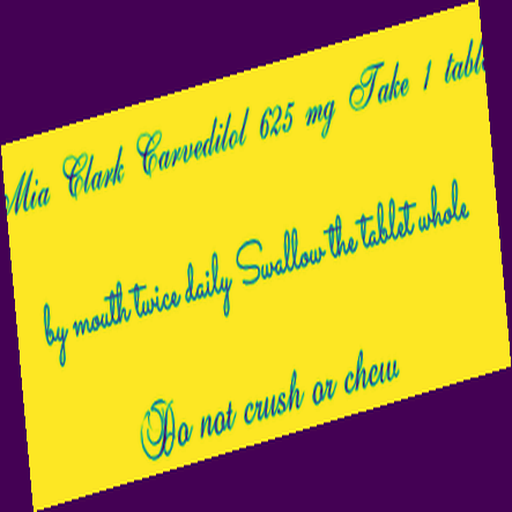 Mia Clark Carvedilol 625 mg Take 1 tabl
by mouth twice daily Swallow the tablet whole
Do not crush or chew